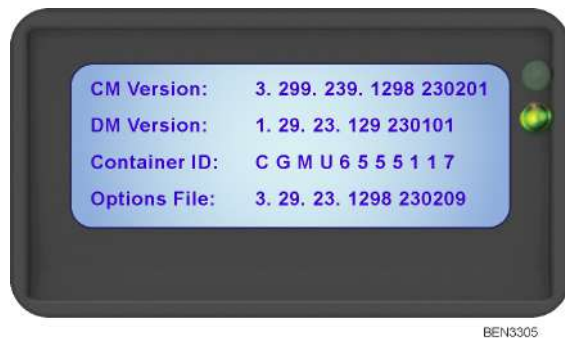 CM Version: 3. 299. 239. 1298 230201
DM Version: 1. 29. 23. 129 230101
Container ID: C G M U 6 5 5 5 1 1 7
Options File: 3. 29. 23. 1298 230209
BEN3305